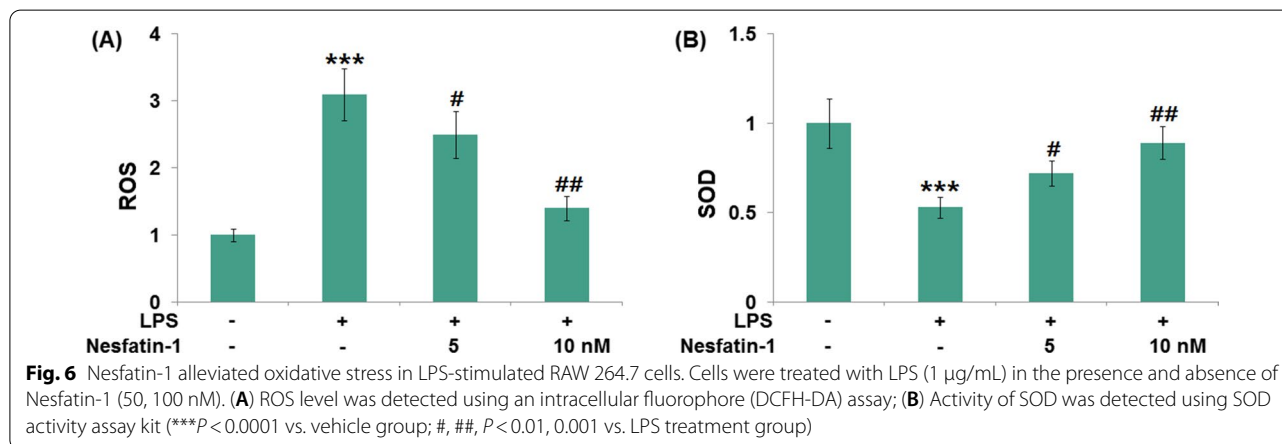 (A)
4
3
2
1
0
ROS
***
#
##
LPS - + + +
Nesfatin-1 - - 5 10 nM
(B)
1.5
1
0.5
0
SOD
***
#
##
LPS - + + +
Nesfatin-1 - - 5 10 nM
Fig. 6 Nesfatin-1 alleviated oxidative stress in LPS-stimulated RAW 264.7 cells. Cells were treated with LPS (1 μg/mL) in the presence and absence of
Nesfatin-1 (50, 100 nM). (A) ROS level was detected using an intracellular fluorophore (DCFH-DA) assay; (B) Activity of SOD was detected using SOD
activity assay kit (***P < 0.0001 vs. vehicle group; #, ##, P < 0.01, 0.001 vs. LPS treatment group)